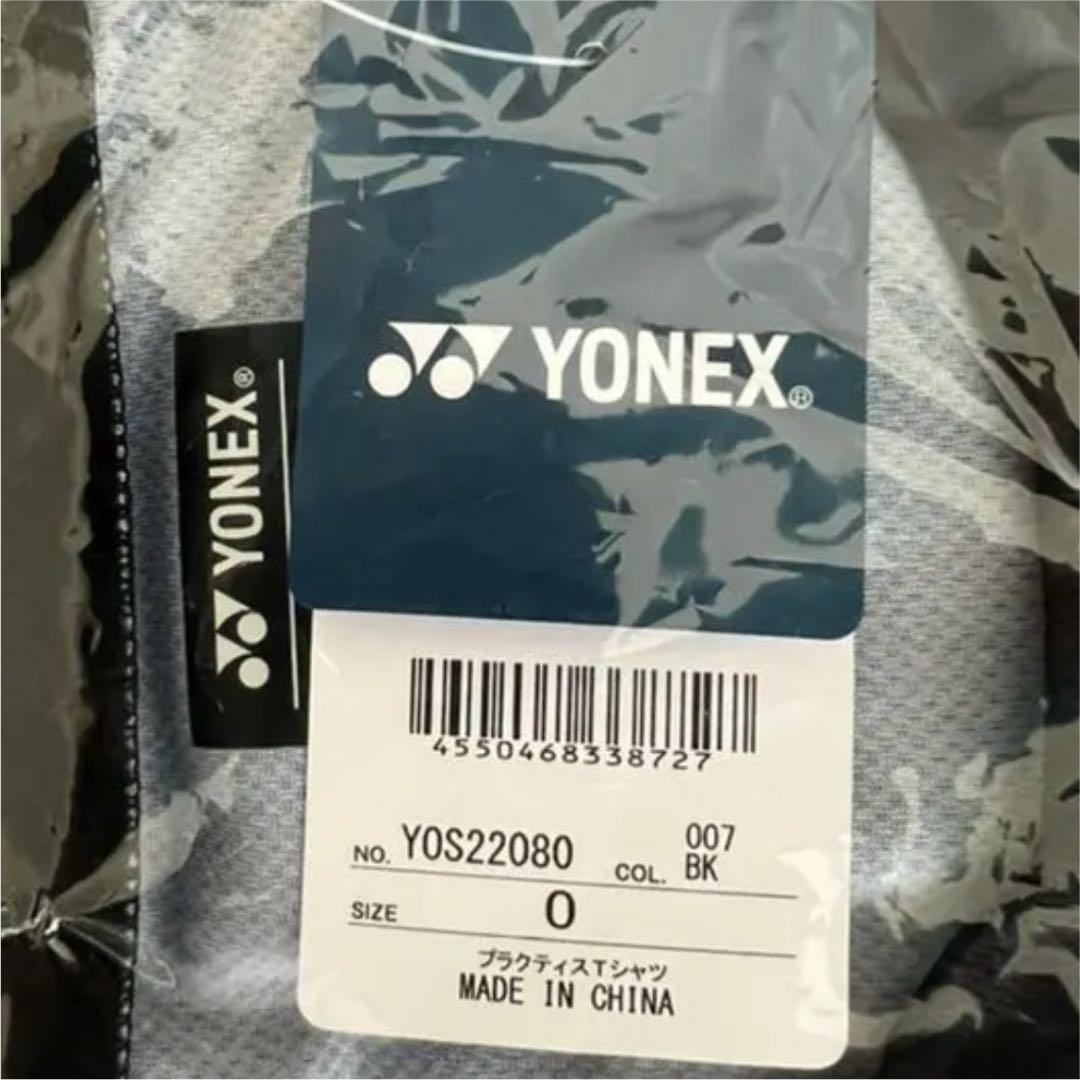 YONEX®
YONEX®
4550468338727
NO. YOS22080 COL. 007 BK
SIZE O
プラクティスTシャツ
MADE IN CHINA